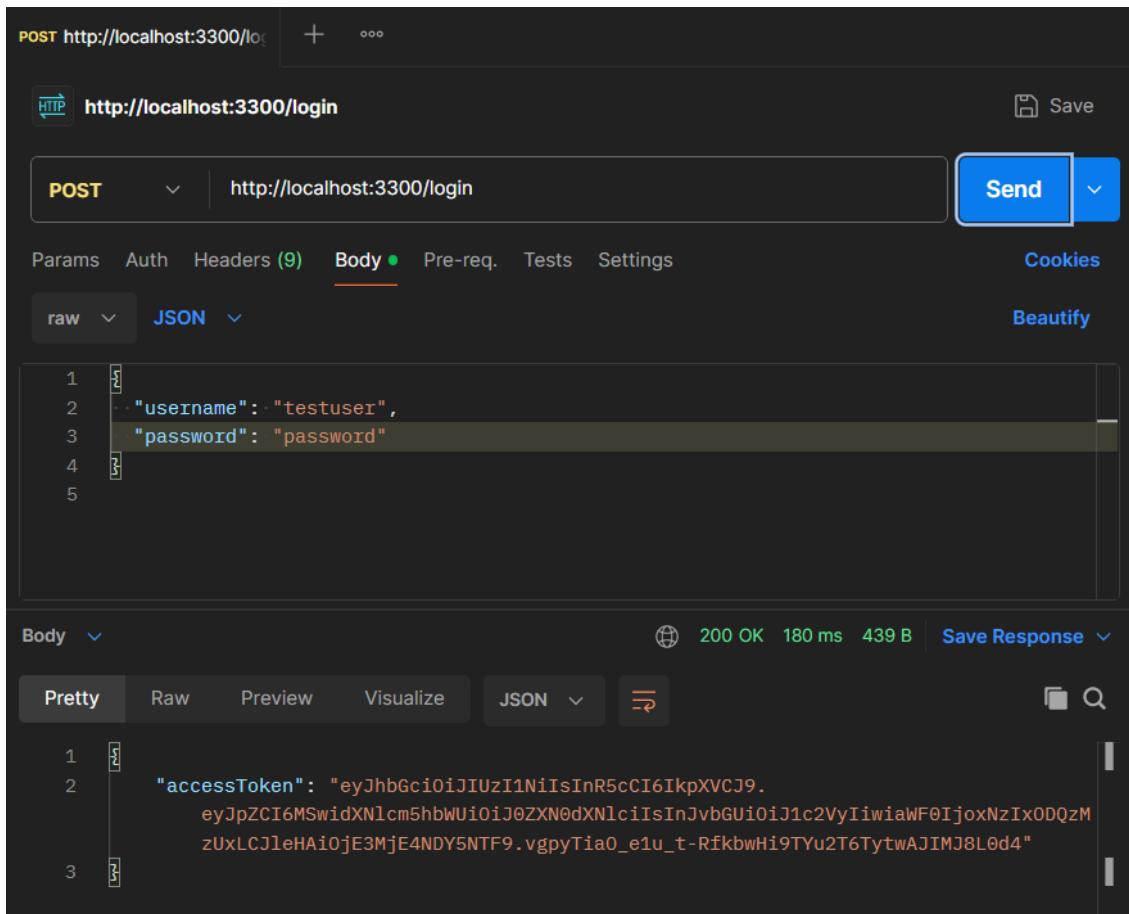 POST http://localhost:3300/log
HTTP http://localhost:3300/login Save
POST http://localhost:3300/login Send
Params Auth Headers (9) Body Pre-req. Tests Settings Cookies
raw JSON Beautify
1 {
2 "username": "testuser",
3 "password": "password"
4 }
5
Body 200 OK 180 ms 439 B Save Response
Pretty Raw Preview Visualize JSON
1 {
2 "accessToken": "eyJhbGciOiJIUzI1NiIsInR5cCI6IkpXVCJ9.
eyJpZCI6MSwidXNlcm5hbWUiOiJ0ZXN0dXNlciIsInJvbGUiOiJ1c2VyIiwiaWF0IjoxNzIxODQzM
zUxLCJleHAiOjE3MjE4NDY5NTF9.vgpyTiaO_e1u_t-RfkbwHi9TYu2T6TytwAJIMJ8L0d4"
3 }